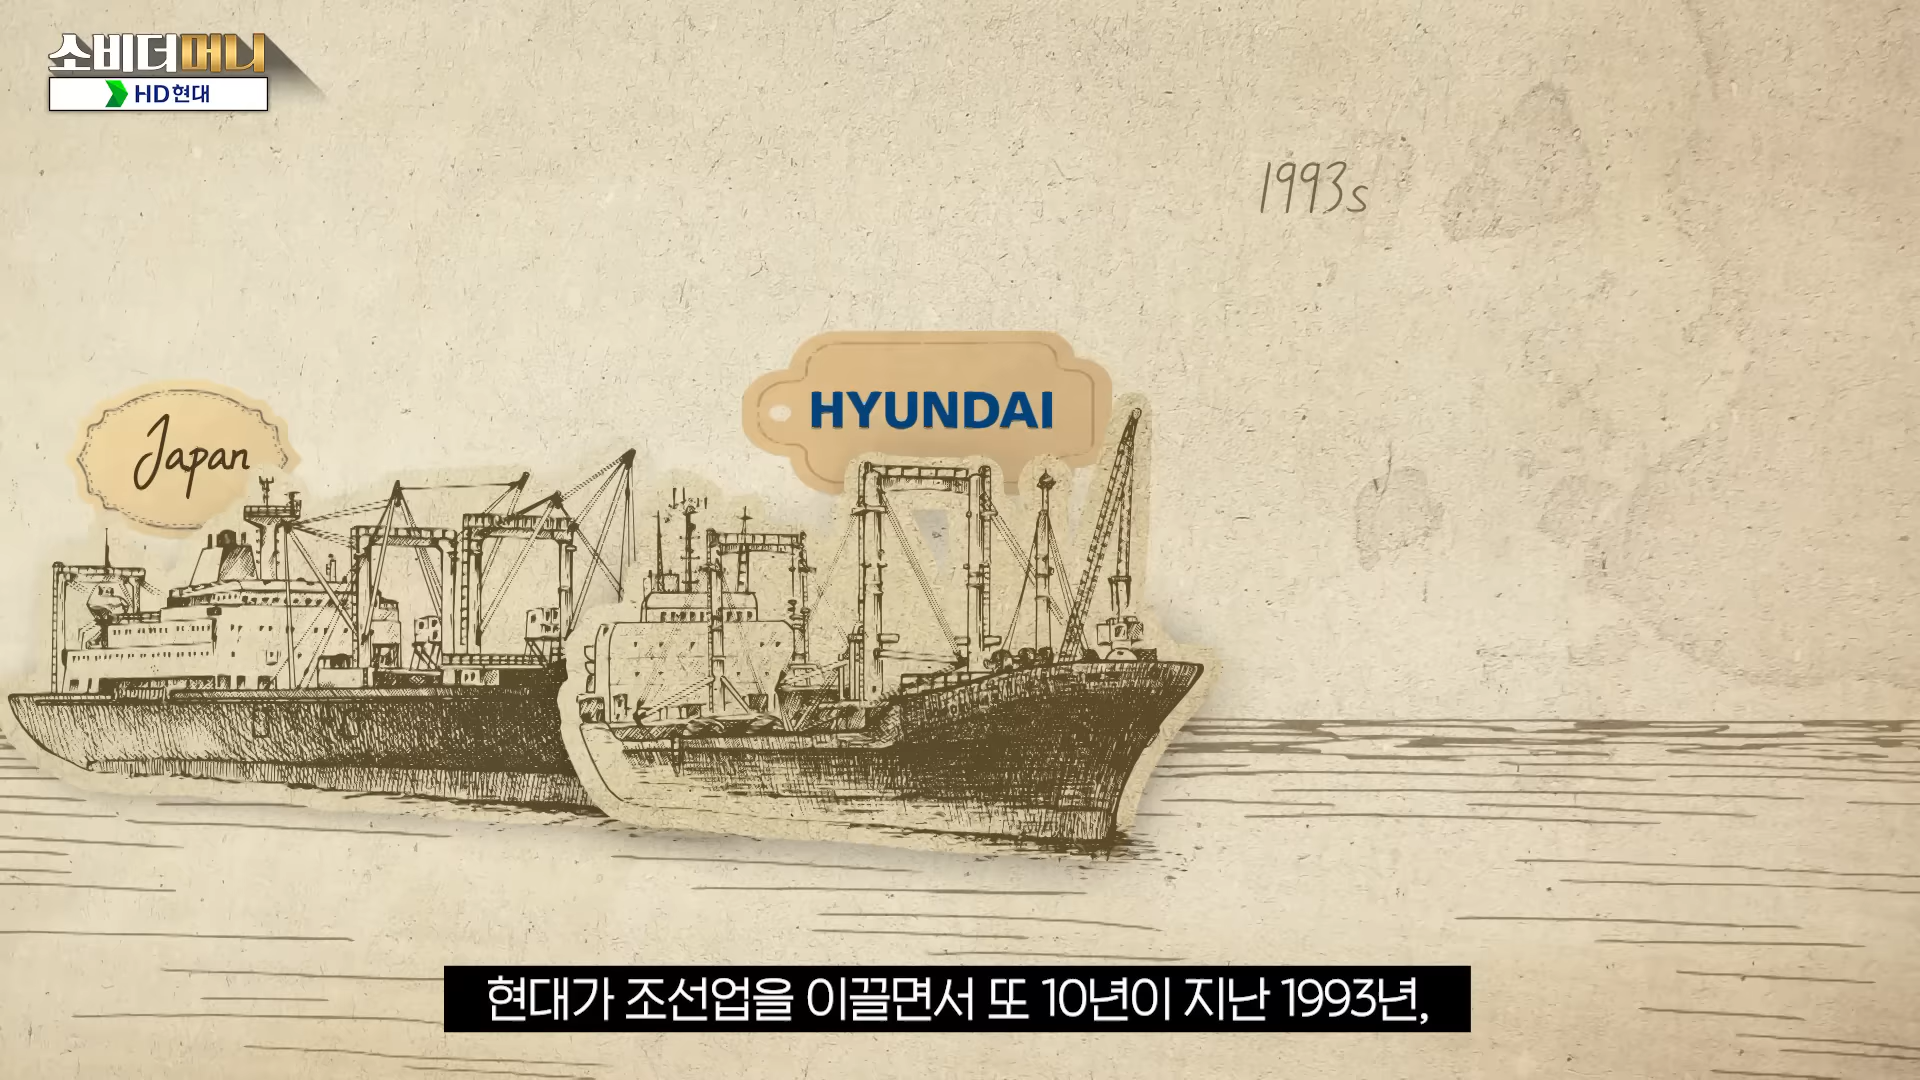 소비더머니
HD현대
1993s
HYUNDAI
Japan
현대가 조선업을 이끌면서 또 10년이 지난 1993년,